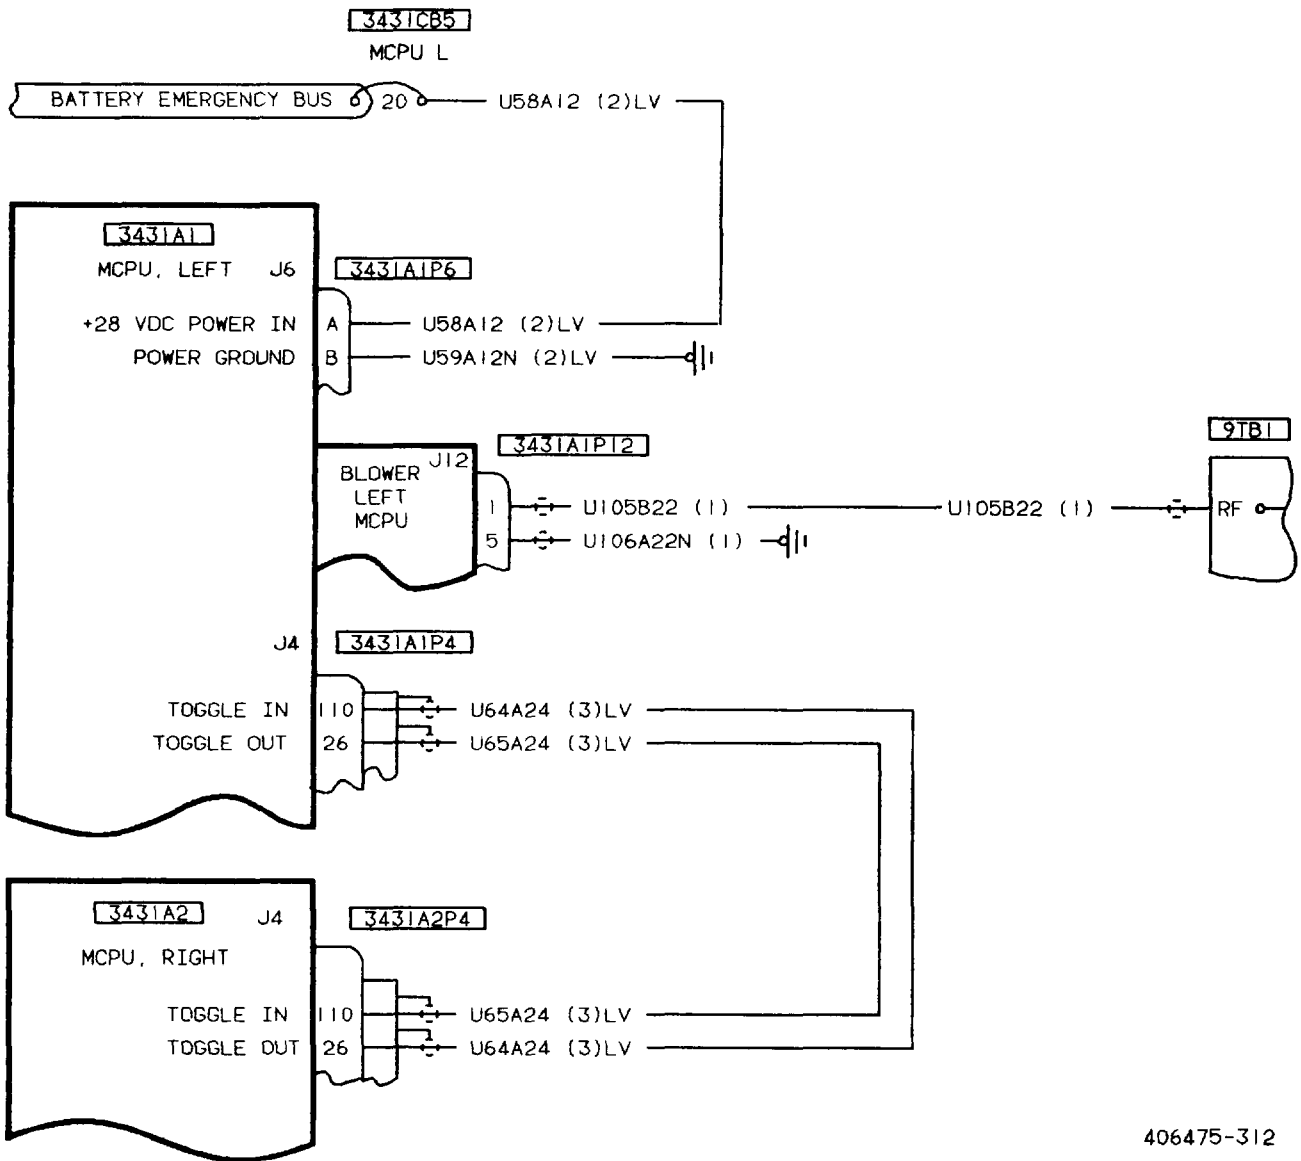 3431CB5
MCPU L
BATTERY EMERGENCY BUS 20 U58A12 (2)LV
3431A1
MCPU, LEFT J6 3431A1P6
+28 VDC POWER IN A U58A12 (2)LV
POWER GROUND B U59A12N (2)LV
3431A1P12 9TB1
BLOWER LEFT MCPU J12
1 U105B22 (1) U105B22 (1) RF
5 U106A22N (1)
J4 3431A1P4
TOGGLE IN 110 U64A24 (3)LV
TOGGLE OUT 26 U65A24 (3)LV
3431A2 J4 3431A2P4
MCPU, RIGHT
TOGGLE IN 110 U65A24 (3)LV
TOGGLE OUT 26 U64A24 (3)LV
406475-312